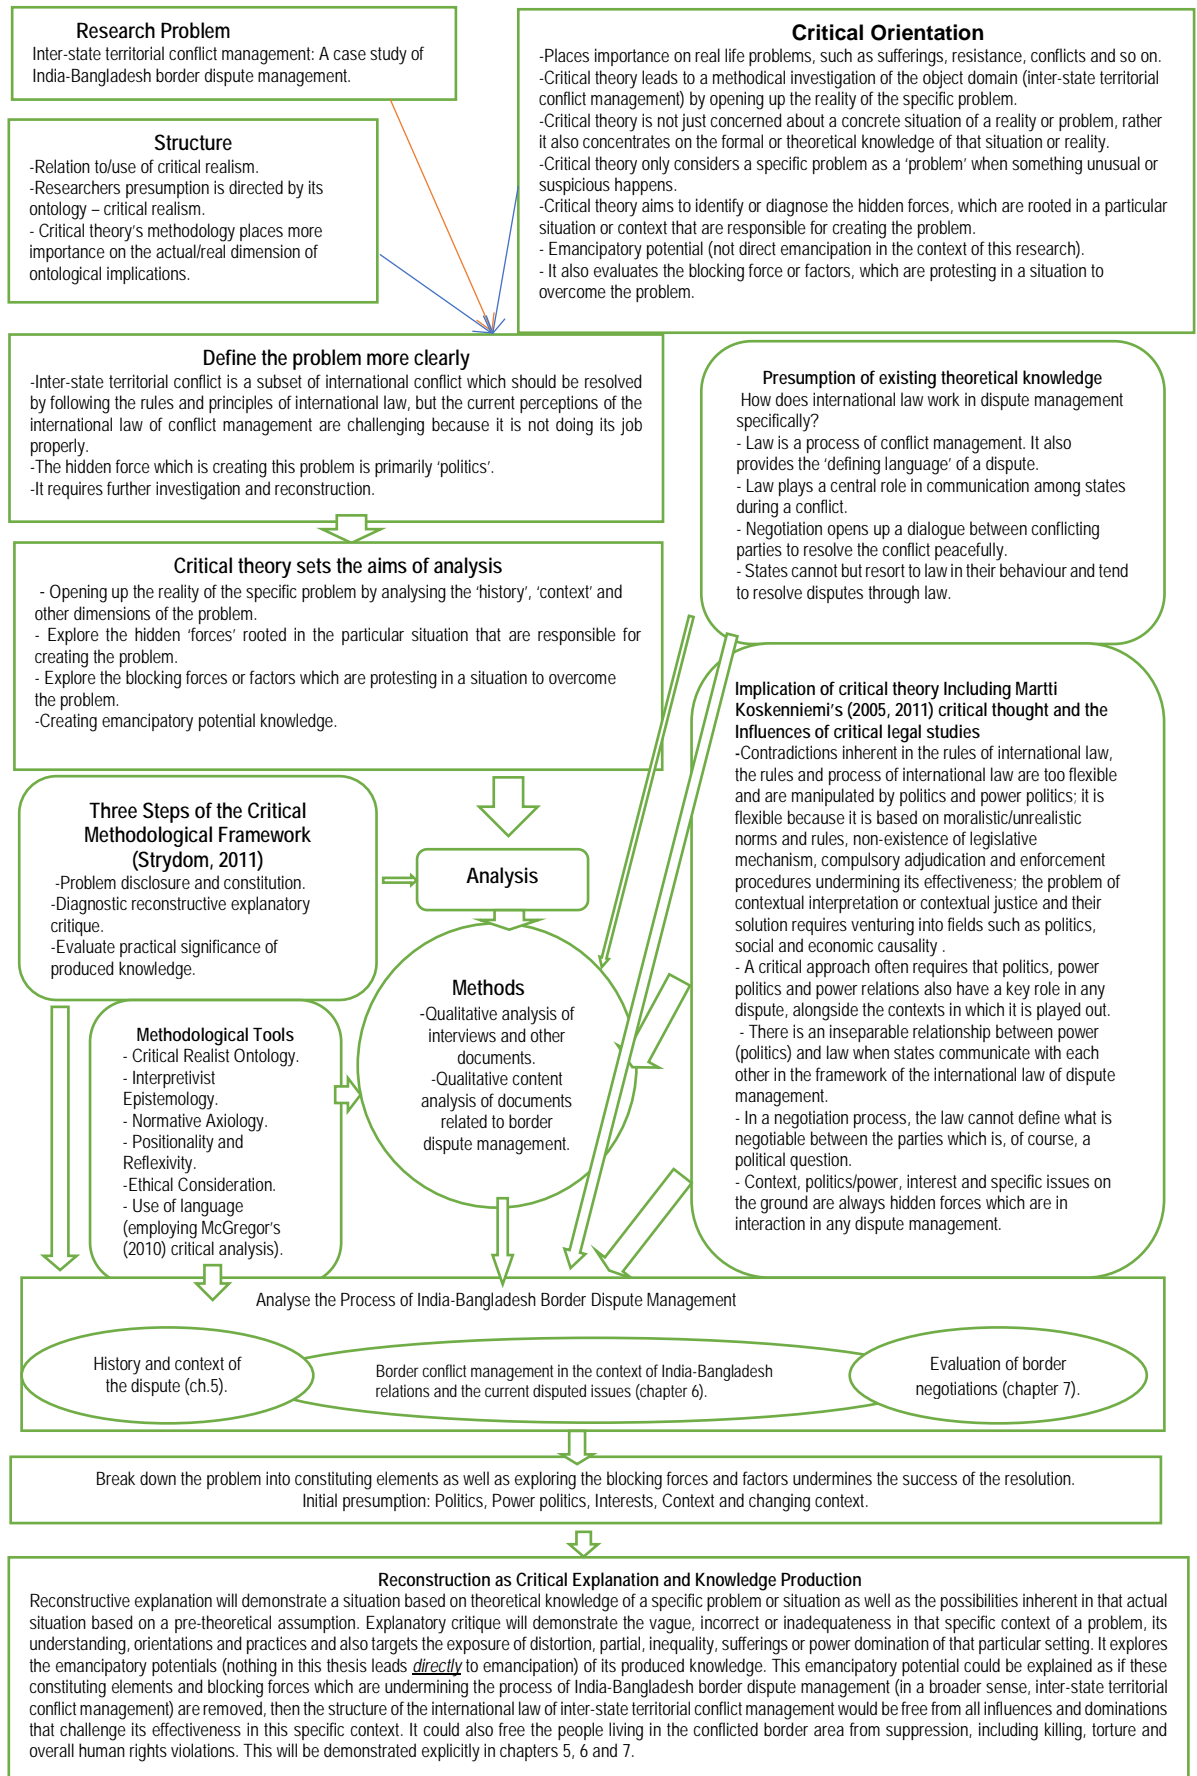 Research Problem
Inter-state territorial conflict management: A case study of
India-Bangladesh border dispute management.
Critical Orientation
-Places importance on real life problems, such as sufferings, resistance, conflicts and so on.
-Critical theory leads to a methodical investigation of the object domain (inter-state territorial
conflict management) by opening up the reality of the specific problem.
-Critical theory is not just concerned about a concrete situation of a reality or problem, rather
it also concentrates on the formal or theoretical knowledge of that situation or reality.
-Critical theory only considers a specific problem as a ‘problem’ when something unusual or
suspicious happens.
-Critical theory aims to identify or diagnose the hidden forces, which are rooted in a particular
situation or context that are responsible for creating the problem.
- Emancipatory potential (not direct emancipation in the context of this research).
- It also evaluates the blocking force or factors, which are protesting in a situation to
overcome the problem.
Structure
-Relation to/use of critical realism.
-Researchers presumption is directed by its
ontology – critical realism.
- Critical theory’s methodology places more
importance on the actual/real dimension of
ontological implications.
Define the problem more clearly
-Inter-state territorial conflict is a subset of international conflict which should be resolved
by following the rules and principles of international law, but the current perceptions of the
international law of conflict management are challenging because it is not doing its job
properly.
-The hidden force which is creating this problem is primarily ‘politics’.
-It requires further investigation and reconstruction.
Presumption of existing theoretical knowledge
How does international law work in dispute management
specifically?
- Law is a process of conflict management. It also
provides the ‘defining language’ of a dispute.
- Law plays a central role in communication among states
during a conflict.
- Negotiation opens up a dialogue between conflicting
parties to resolve the conflict peacefully.
- States cannot but resort to law in their behaviour and tend
to resolve disputes through law.
Critical theory sets the aims of analysis
- Opening up the reality of the specific problem by analysing the ‘history’, ‘context’ and
other dimensions of the problem.
- Explore the hidden ‘forces’ rooted in the particular situation that are responsible for
creating the problem.
- Explore the blocking forces or factors which are protesting in a situation to overcome
the problem.
-Creating emancipatory potential knowledge.
Implication of critical theory Including Martti
Koskenniemi’s (2005, 2011) critical thought and the
Influences of critical legal studies
-Contradictions inherent in the rules of international law,
the rules and process of international law are too flexible
and are manipulated by politics and power politics; it is
flexible because it is based on moralistic/unrealistic
norms and rules, non-existence of legislative
mechanism, compulsory adjudication and enforcement
procedures undermining its effectiveness; the problem of
contextual interpretation or contextual justice and their
solution requires venturing into fields such as politics,
social and economic causality .
- A critical approach often requires that politics, power
politics and power relations also have a key role in any
dispute, alongside the contexts in which it is played out.
- There is an inseparable relationship between power
(politics) and law when states communicate with each
other in the framework of the international law of dispute
management.
- In a negotiation process, the law cannot define what is
negotiable between the parties which is, of course, a
political question.
- Context, politics/power, interest and specific issues on
the ground are always hidden forces which are in
interaction in any dispute management.
Three Steps of the Critical
Methodological Framework
(Strydom, 2011)
-Problem disclosure and constitution.
-Diagnostic reconstructive explanatory
critique.
-Evaluate practical significance of
produced knowledge.
Analysis
Methods
-Qualitative analysis of
interviews and other
documents.
-Qualitative content
analysis of documents
related to border
dispute management.
Methodological Tools
- Critical Realist Ontology.
- Interpretivist
Epistemology.
- Normative Axiology.
- Positionality and
Reflexivity.
-Ethical Consideration.
- Use of language
(employing McGregor’s
(2010) critical analysis).
Analyse the Process of India-Bangladesh Border Dispute Management
History and context of
the dispute (ch.5).
Border conflict management in the context of India-Bangladesh
relations and the current disputed issues (chapter 6).
Evaluation of border
negotiations (chapter 7).
Break down the problem into constituting elements as well as exploring the blocking forces and factors undermines the success of the resolution.
Initial presumption: Politics, Power politics, Interests, Context and changing context.
Reconstruction as Critical Explanation and Knowledge Production
Reconstructive explanation will demonstrate a situation based on theoretical knowledge of a specific problem or situation as well as the possibilities inherent in that actual
situation based on a pre-theoretical assumption. Explanatory critique will demonstrate the vague, incorrect or inadequateness in that specific context of a problem, its
understanding, orientations and practices and also targets the exposure of distortion, partial, inequality, sufferings or power domination of that particular setting. It explores
the emancipatory potentials (nothing in this thesis leads directly to emancipation) of its produced knowledge. This emancipatory potential could be explained as if these
constituting elements and blocking forces which are undermining the process of India-Bangladesh border dispute management (in a broader sense, inter-state territorial
conflict management) are removed, then the structure of the international law of inter-state territorial conflict management would be free from all influences and dominations
that challenge its effectiveness in this specific context. It could also free the people living in the conflicted border area from suppression, including killing, torture and
overall human rights violations. This will be demonstrated explicitly in chapters 5, 6 and 7.